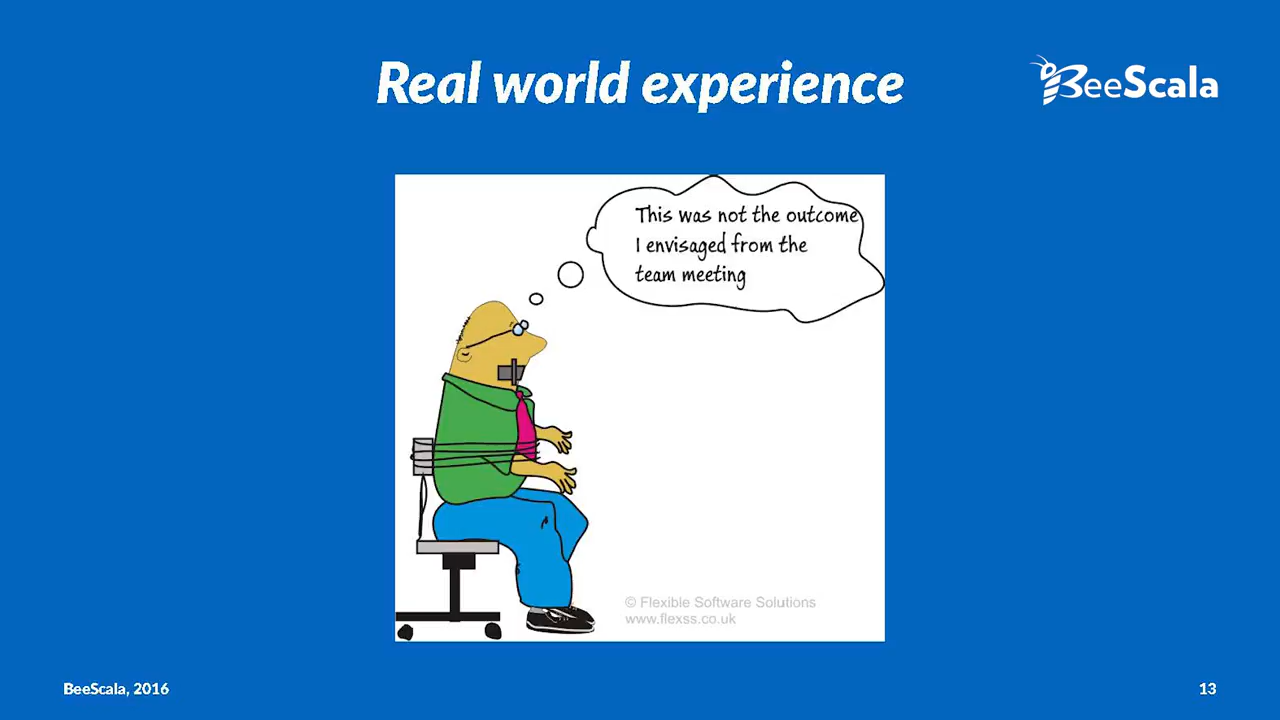 Real world experience
BeeScala
This was not the outcome
I envisaged from the
team meeting
© Flexible Software Solutions
www.flexss.co.uk
BeeScala, 2016
13